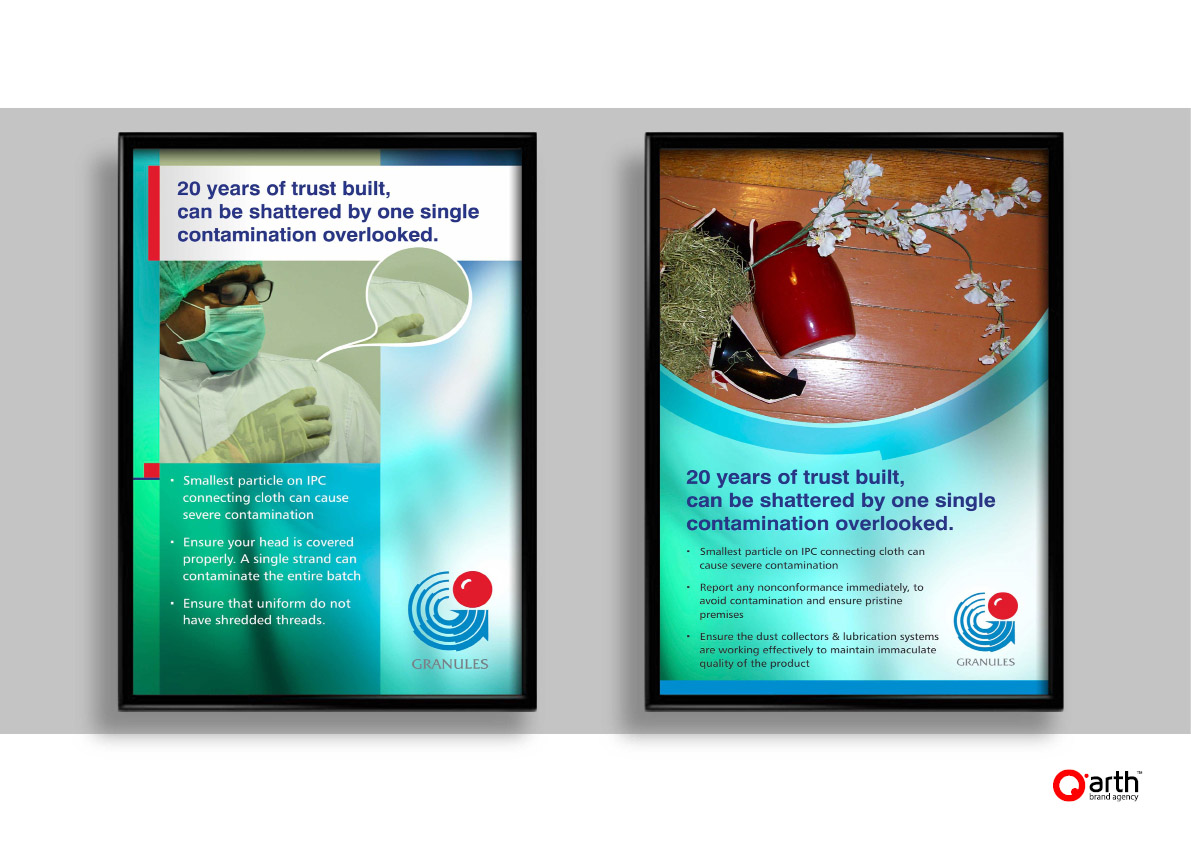 20 years of trust built,
can be shattered by one single
contamination overlooked.
• Smallest particle on IPC
connecting cloth can cause
severe contamination
• Ensure your head is covered
properly. A single strand can
contaminate the entire batch
• Ensure that uniform do not
have shredded threads.
GRANULES
20 years of trust built,
can be shattered by one single
contamination overlooked.
• Smallest particle on IPC connecting cloth can
cause severe contamination
• Report any nonconformance immediately, to
avoid contamination and ensure pristine
premises
• Ensure the dust collectors & lubrication systems
are working effectively to maintain immaculate
quality of the product
GRANULES
Q'arth™
brand agency